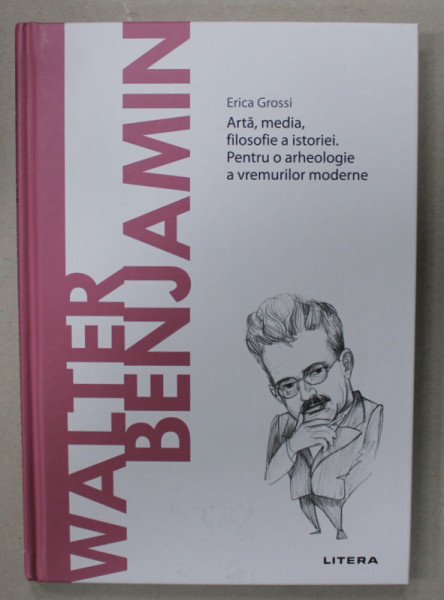 WALTER
BENJAMIN
Erica Grossi
Artă, media,
filosofie a istoriei.
Pentru o arheologie
a vremurilor moderne
LITERA